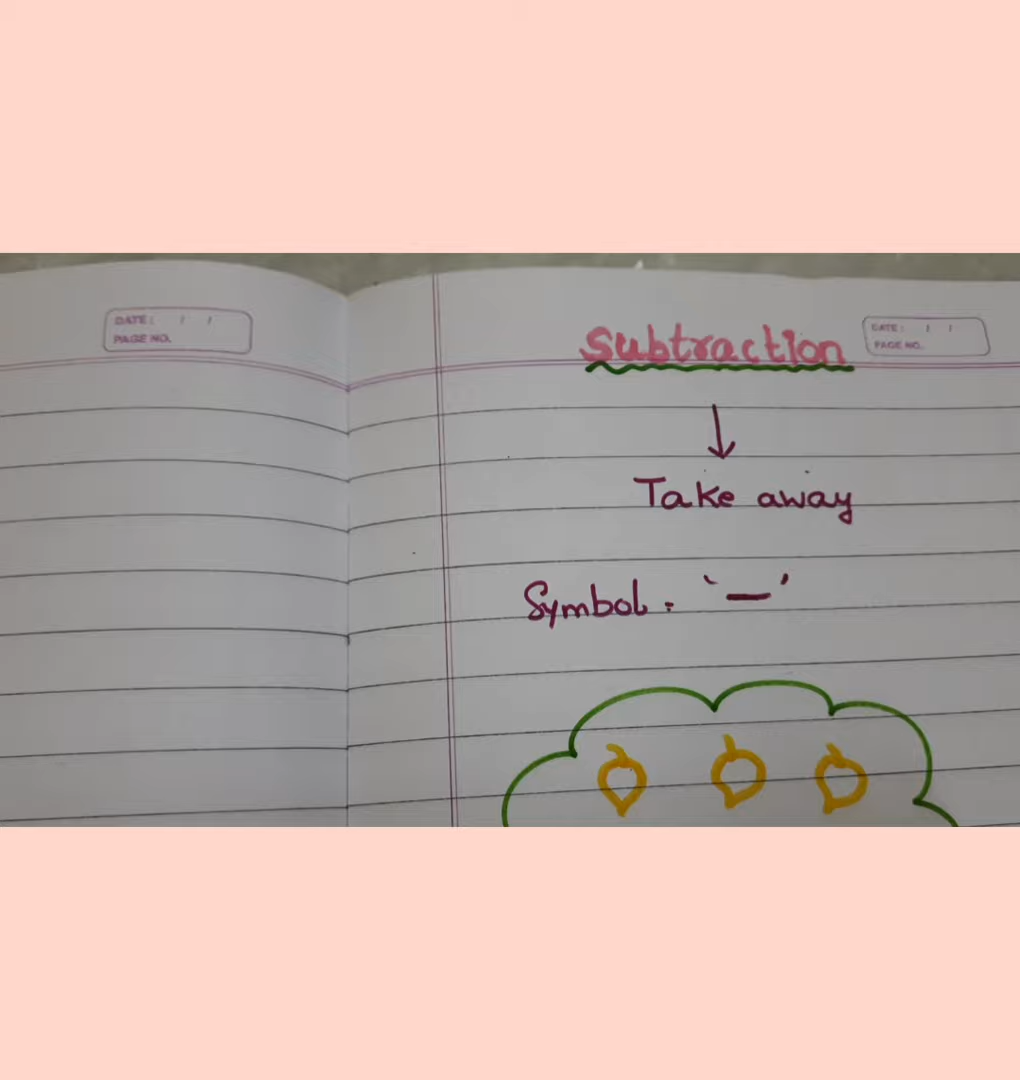 DATE: / /
PAGE NO.
Subtraction
DATE: / /
PAGE NO.
↓
Take away
Symbol = ‘—’